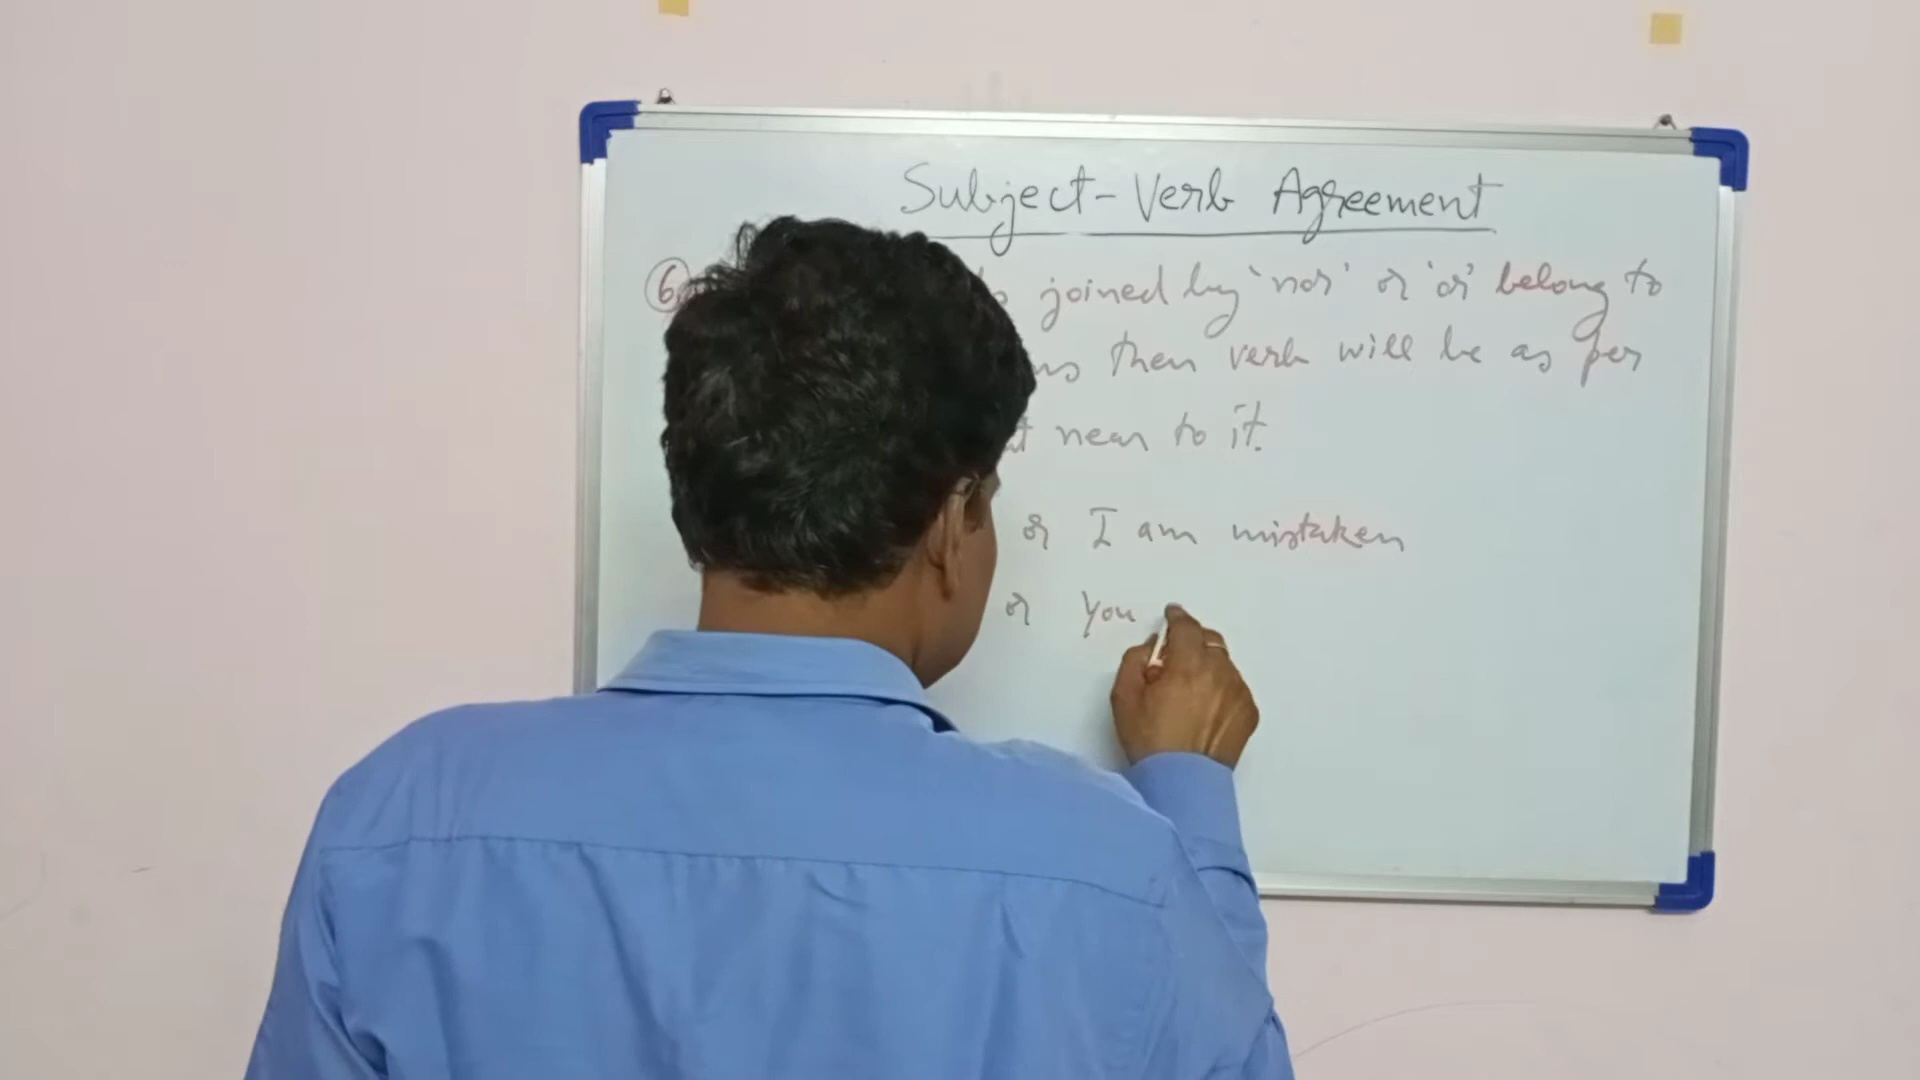 Subject-Verb Agreement
6 joined by 'nor' or 'or' belong to
then verb will be as per
near to it.
or I am mistaken
or you